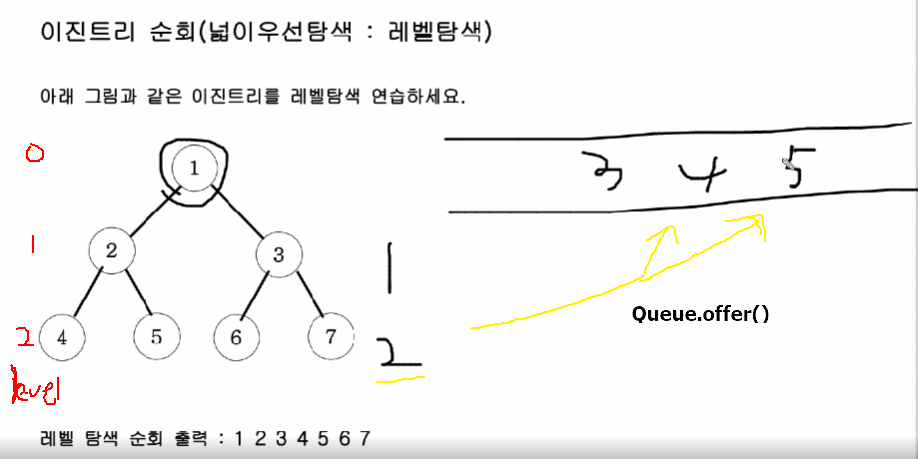 이진트리 순회(넓이우선탐색 : 레벨탐색)
아래 그림과 같은 이진트리를 레벨탐색 연습하세요.
0
1
3 4 5
1
2
3
1
Queue.offer()
2
4
5
6
7
2
level
레벨 탐색 순회 출력 : 1 2 3 4 5 6 7